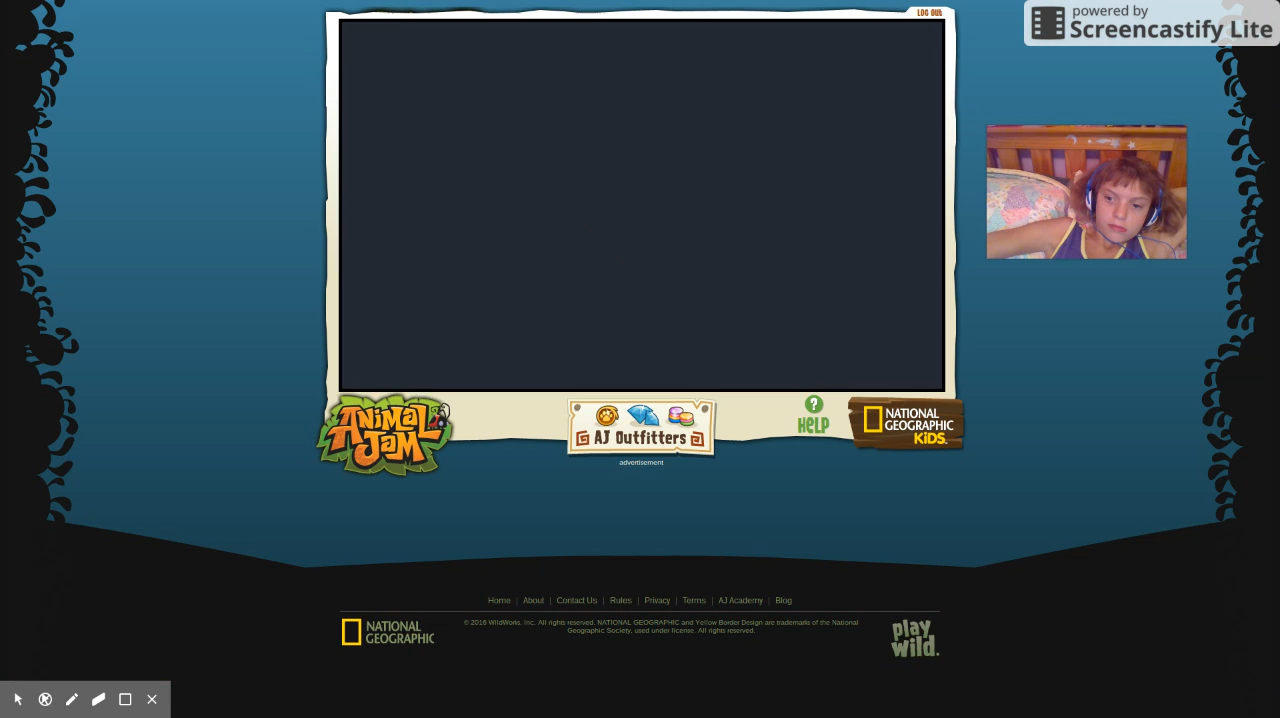 LOG OUT
powered by
Screencastify Lite
ANIMAL
JAM
AJ Outfitters
advertisement
?
HELP
NATIONAL
GEOGRAPHIC
KiDS
Home | About | Contact Us | Rules | Privacy | Terms | AJ Academy | Blog
NATIONAL
GEOGRAPHIC
© 2016 WildWorks, Inc. All rights reserved. NATIONAL GEOGRAPHIC and Yellow Border Design are trademarks of the National
Geographic Society, used under license. All rights reserved.
play
wild.